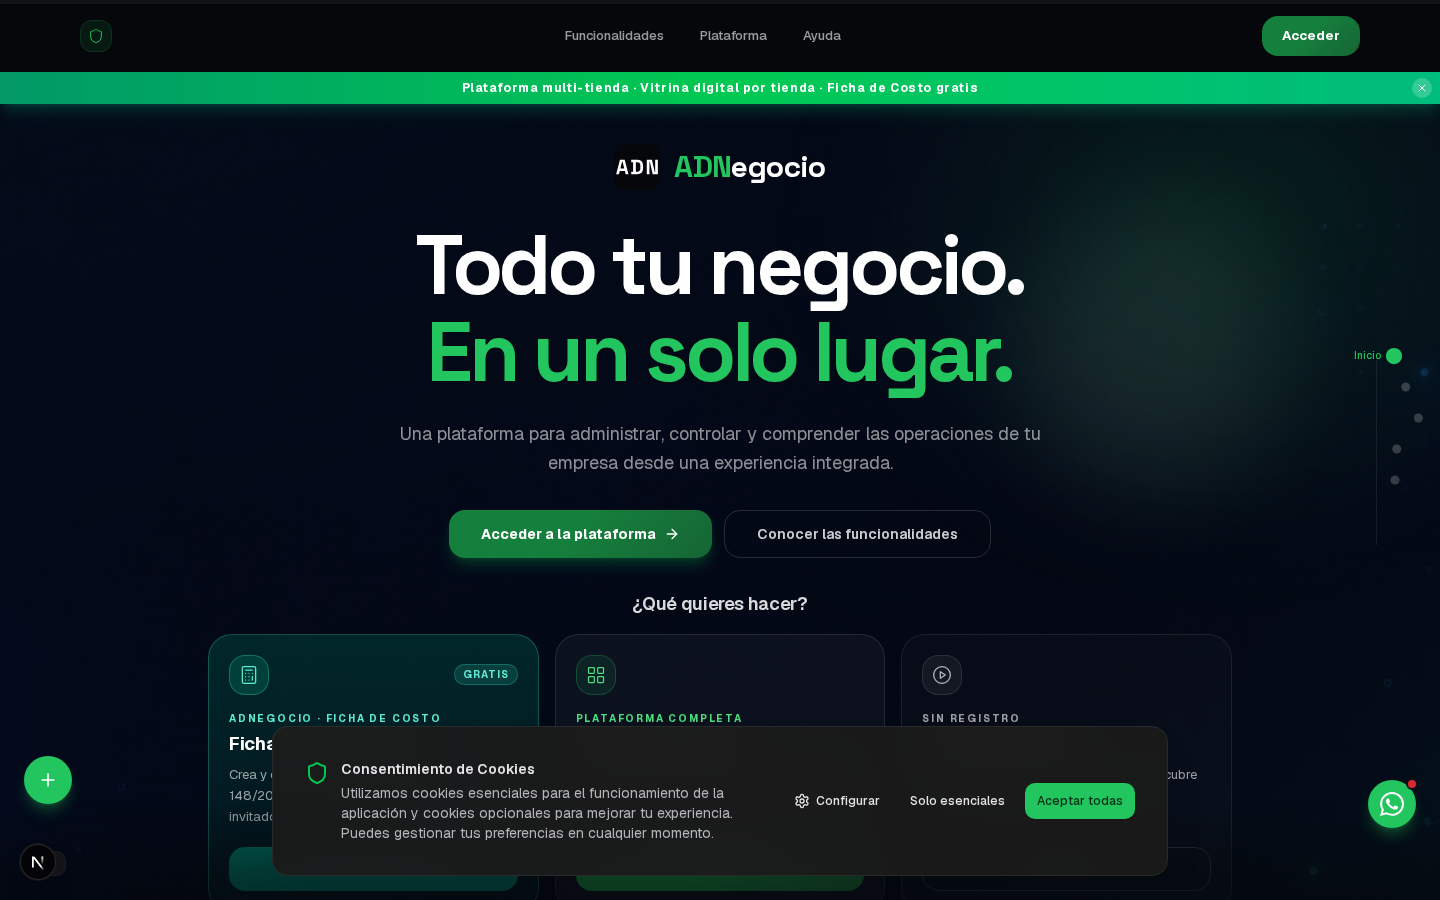 Funcionalidades
Plataforma
Ayuda
Acceder
Plataforma multi-tienda · Vitrina digital por tienda · Ficha de Costo gratis
ADN
ADNegocio
Todo tu negocio.
En un solo lugar.
Una plataforma para administrar, controlar y comprender las operaciones de tu
empresa desde una experiencia integrada.
Inicio
Acceder a la plataforma
Conocer las funcionalidades
¿Qué quieres hacer?
GRATIS
ADNEGOCIO · FICHA DE COSTO
PLATAFORMA COMPLETA
SIN REGISTRO
Ficha
Crea y
148/20
Consentimiento de Cookies
Utilizamos cookies esenciales para el funcionamiento de la
aplicación y cookies opcionales para mejorar tu experiencia.
Puedes gestionar tus preferencias en cualquier momento.
Configurar
Solo esenciales
Aceptar todas
N